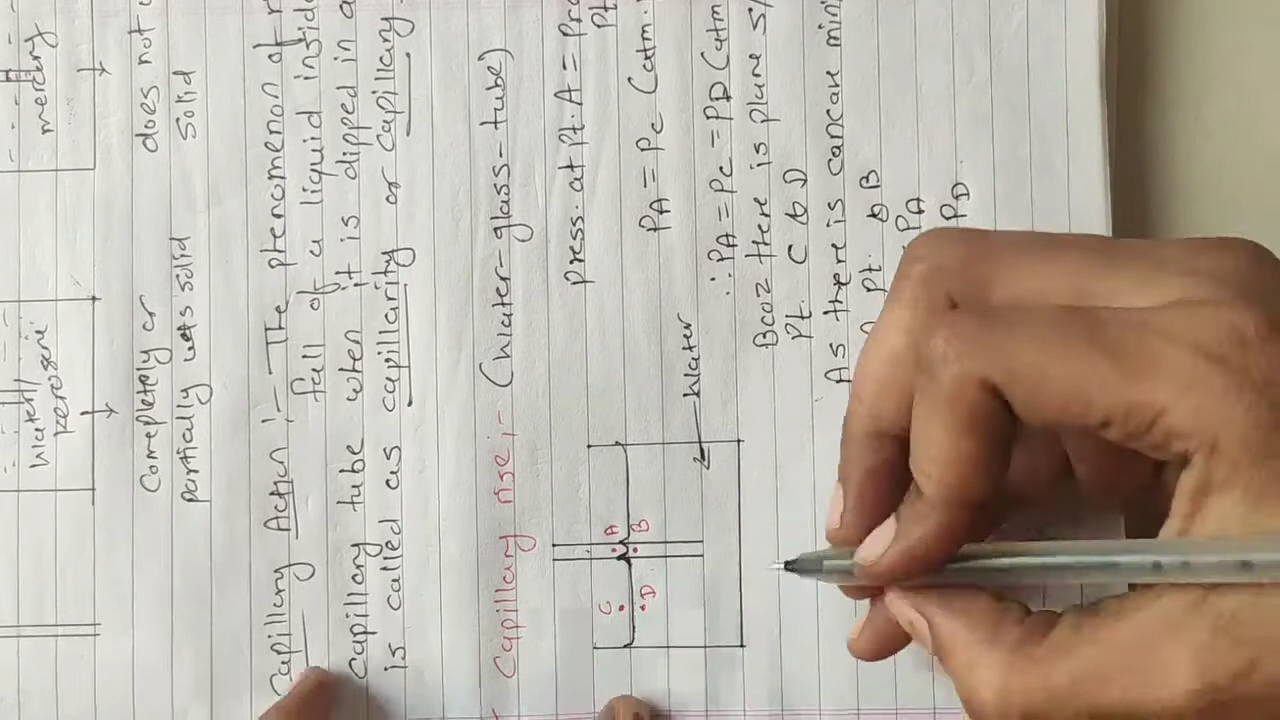 Water/
kerosene
mercury
completely or
partially wets solid
does not
solid
Capillary Action :- The phenomenon of
fall of a liquid inside
capillary tube when it is dipped in a
is called as capillarity or capillary
Capillary rise :- (Water-glass-tube)
press. at Pt. A =
Pt.
PA = PC (atm.
∴ PA = PC = PD (atm
Bcoz there is plane
Pt. C & D
As there is concave
pt. B
PA
PD
C
D
A
B
Water